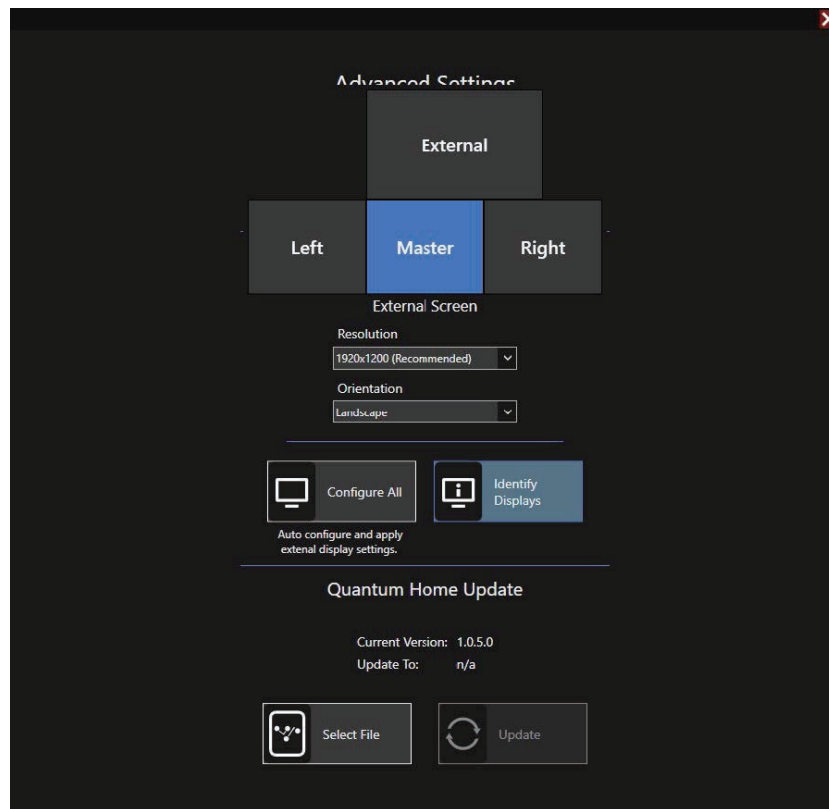 Advanced Settings
External
Left
Master
Right
External Screen
Resolution
1920x1200 (Recommended)
Orientation
Landscape
Configure All
Identify
Displays
Auto configure and apply
extenal display settings.
Quantum Home Update
Current Version: 1.0.5.0
Update To: n/a
Select File
Update